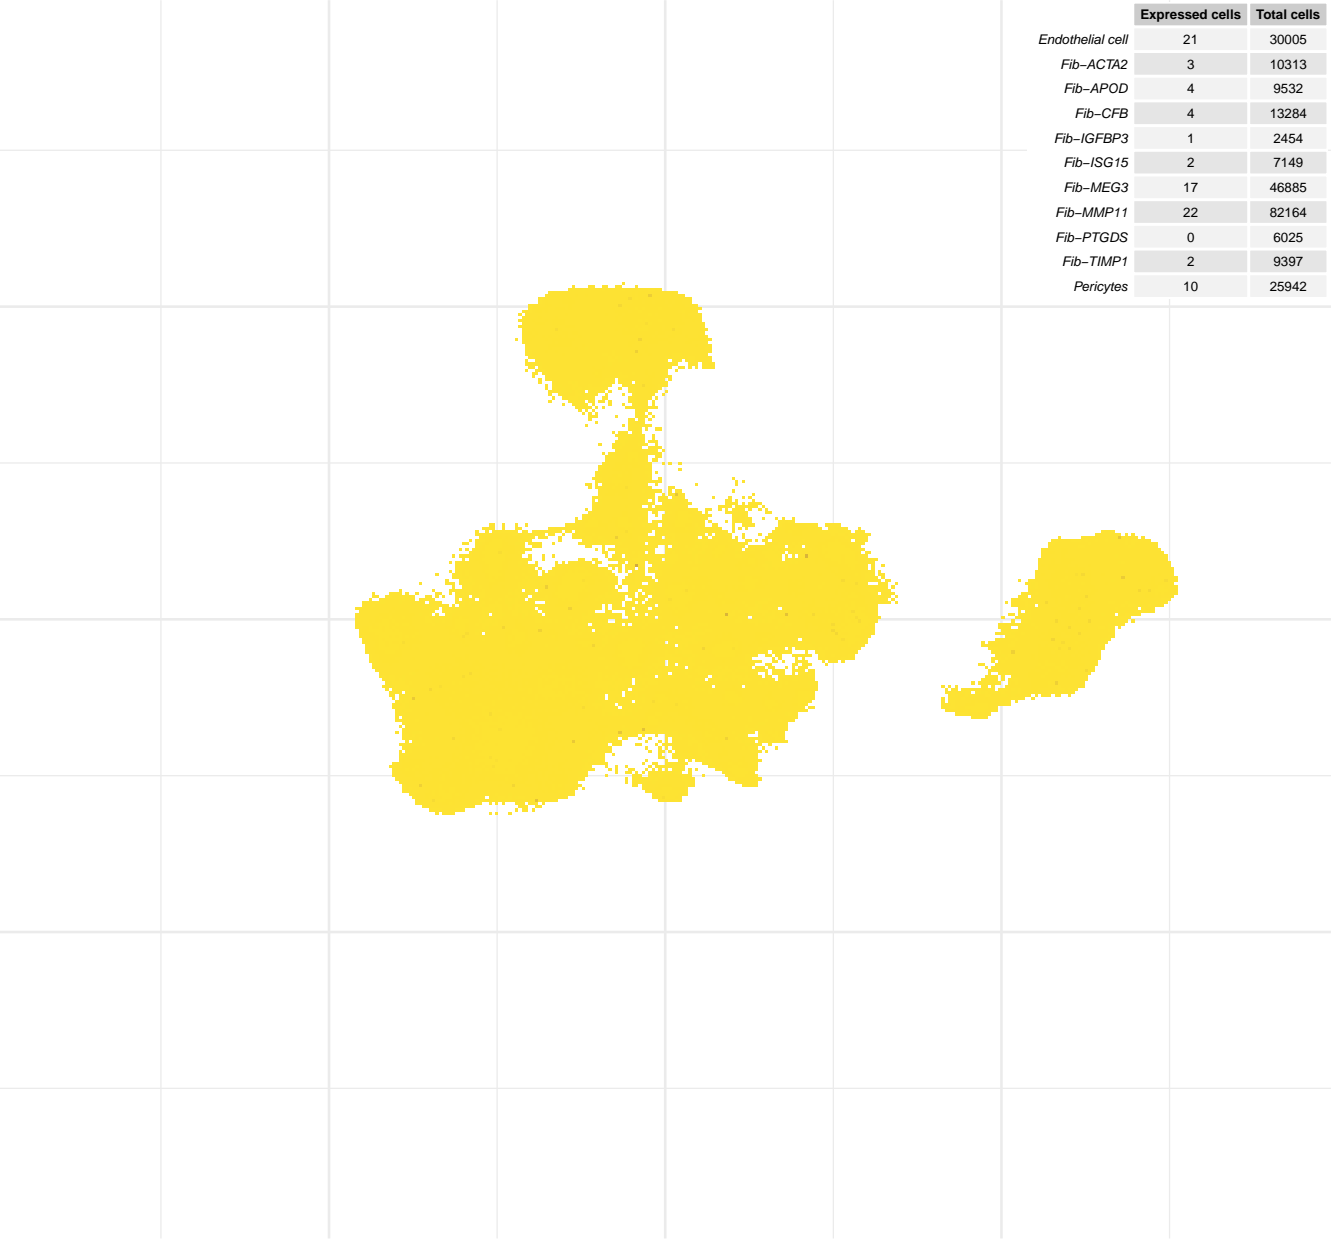 Expressed cells Total cells
Endothelial cell 21 30005
Fib−ACTA2 3 10313
Fib−APOD 4 9532
Fib−CFB 4 13284
Fib−IGFBP3 1 2454
Fib−ISG15 2 7149
Fib−MEG3 17 46885
Fib−MMP11 22 82164
Fib−PTGDS 0 6025
Fib−TIMP1 2 9397
Pericytes 10 25942